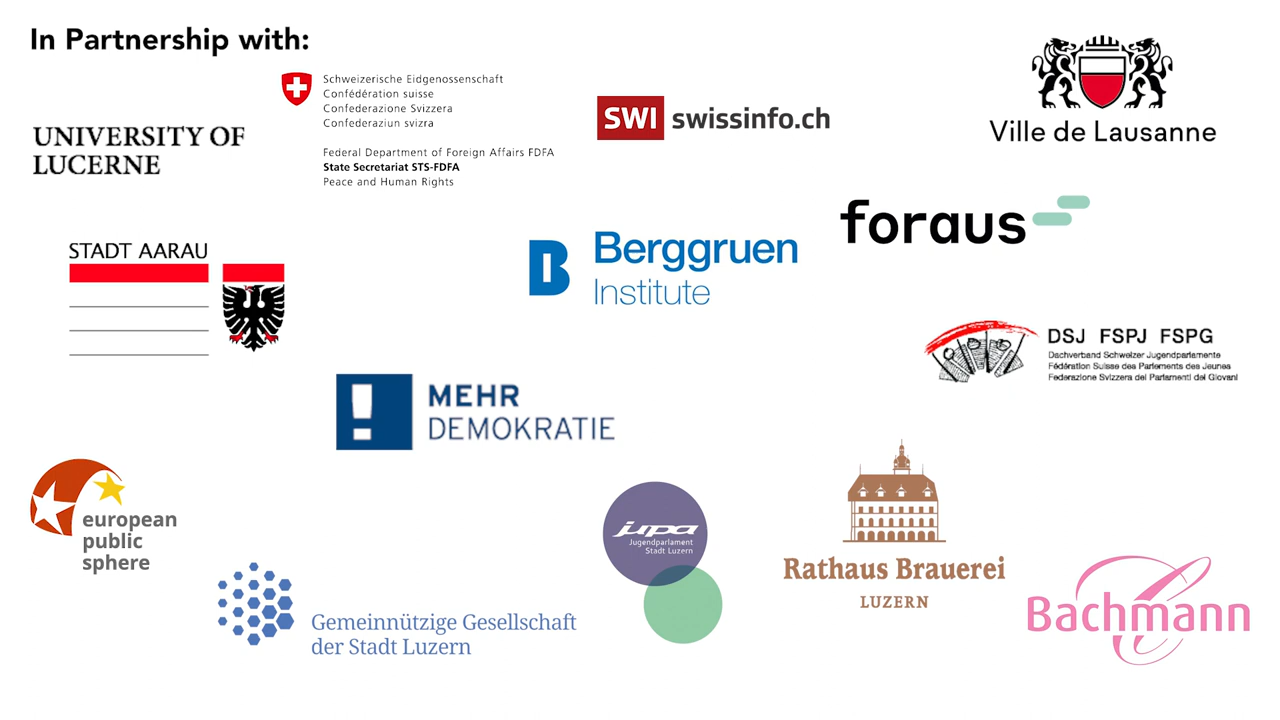 In Partnership with:
UNIVERSITY OF
LUCERNE
Schweizerische Eidgenossenschaft
Confédération suisse
Confederazione Svizzera
Confederaziun svizra
Federal Department of Foreign Affairs FDFA
State Secretariat STS-FDFA
Peace and Human Rights
SWI swissinfo.ch
Ville de Lausanne
STADT AARAU
B Berggruen
Institute
foraus
DSJ FSPJ FSPG
Dachverband Schweizer Jugendparlamente
Fédération Suisse des Parlements des Jeunes
Federazione Svizzera dei Parlamenti dei Giovani
MEHR
DEMOKRATIE
european
public
sphere
Gemeinnützige Gesellschaft
der Stadt Luzern
jupa
Jugendparlament
Stadt Luzern
Rathaus Brauerei
LUZERN
Bachmann